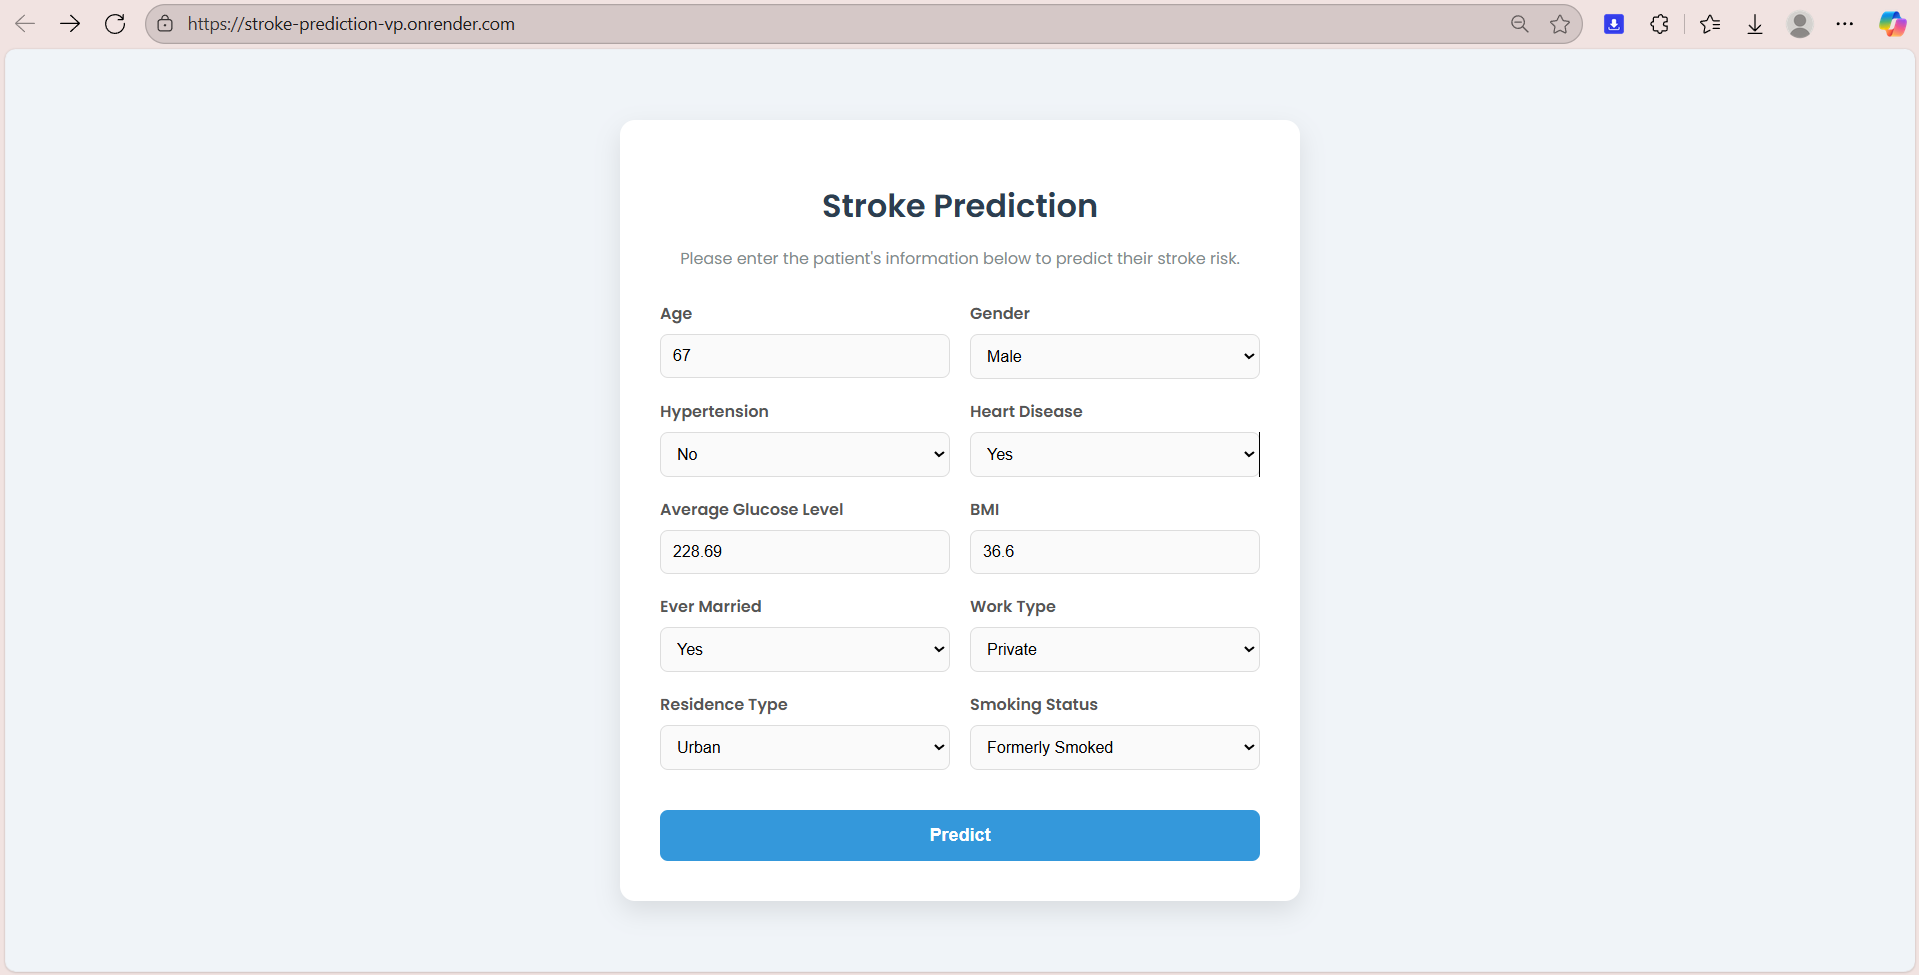 https://stroke-prediction-vp.onrender.com
Stroke Prediction
Please enter the patient's information below to predict their stroke risk.
Age Gender
67 Male
Hypertension Heart Disease
No Yes
Average Glucose Level BMI
228.69 36.6
Ever Married Work Type
Yes Private
Residence Type Smoking Status
Urban Formerly Smoked
Predict